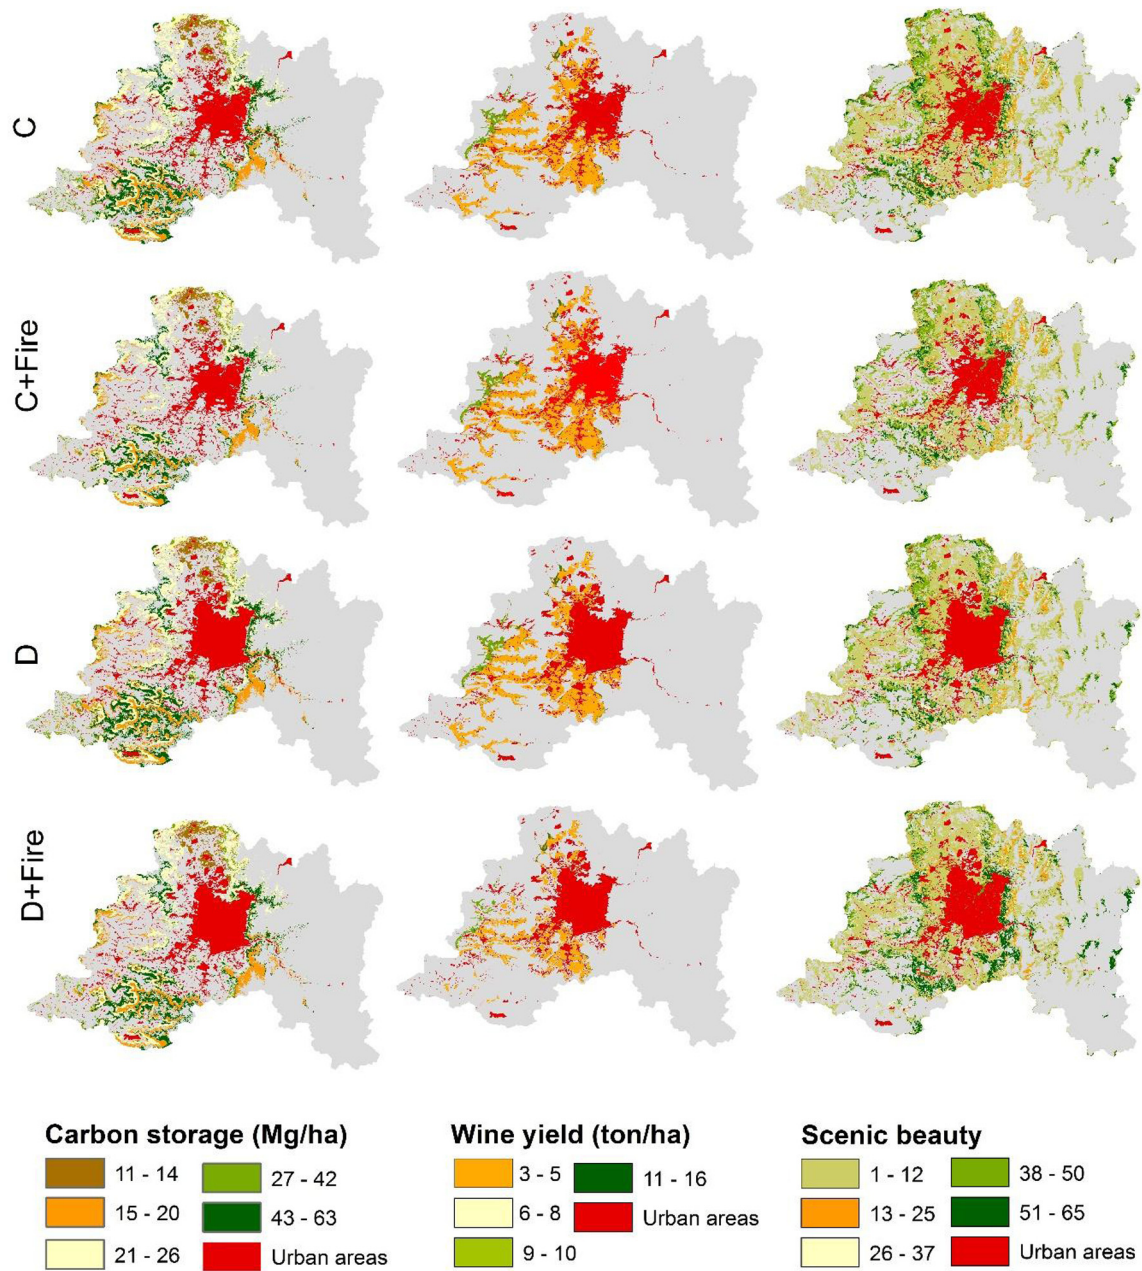 C
C+Fire
D
D+Fire
Carbon storage (Mg/ha)
11 - 14
27 - 42
15 - 20
43 - 63
21 - 26
Urban areas
Wine yield (ton/ha)
3 - 5
11 - 16
6 - 8
Urban areas
9 - 10
Scenic beauty
1 - 12
38 - 50
13 - 25
51 - 65
26 - 37
Urban areas